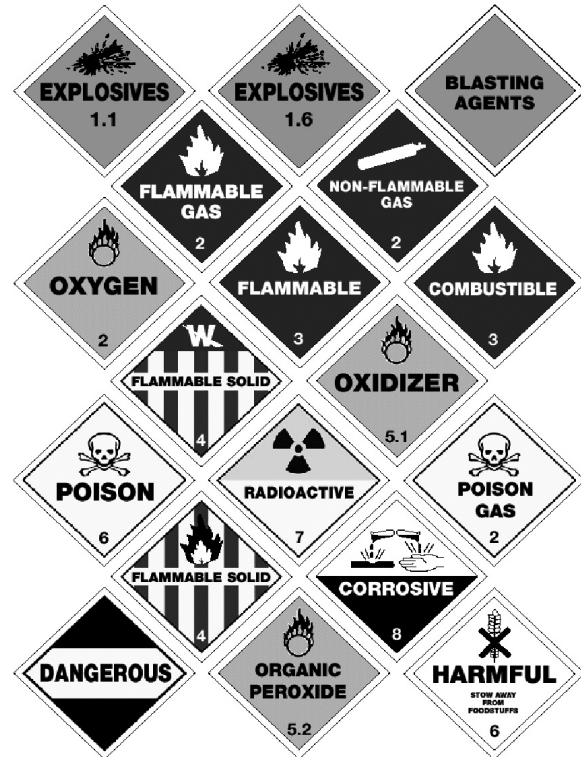 EXPLOSIVES
1.1
EXPLOSIVES
1.6
BLASTING
AGENTS
FLAMMABLE
GAS
2
NON-FLAMMABLE
GAS
2
OXYGEN
2
FLAMMABLE
3
COMBUSTIBLE
3
W
FLAMMABLE SOLID
4
OXIDIZER
5.1
POISON
6
RADIOACTIVE
7
POISON
GAS
2
FLAMMABLE SOLID
4
CORROSIVE
8
DANGEROUS
ORGANIC
PEROXIDE
5.2
HARMFUL
STOW AWAY
FROM
FOODSTUFFS
6